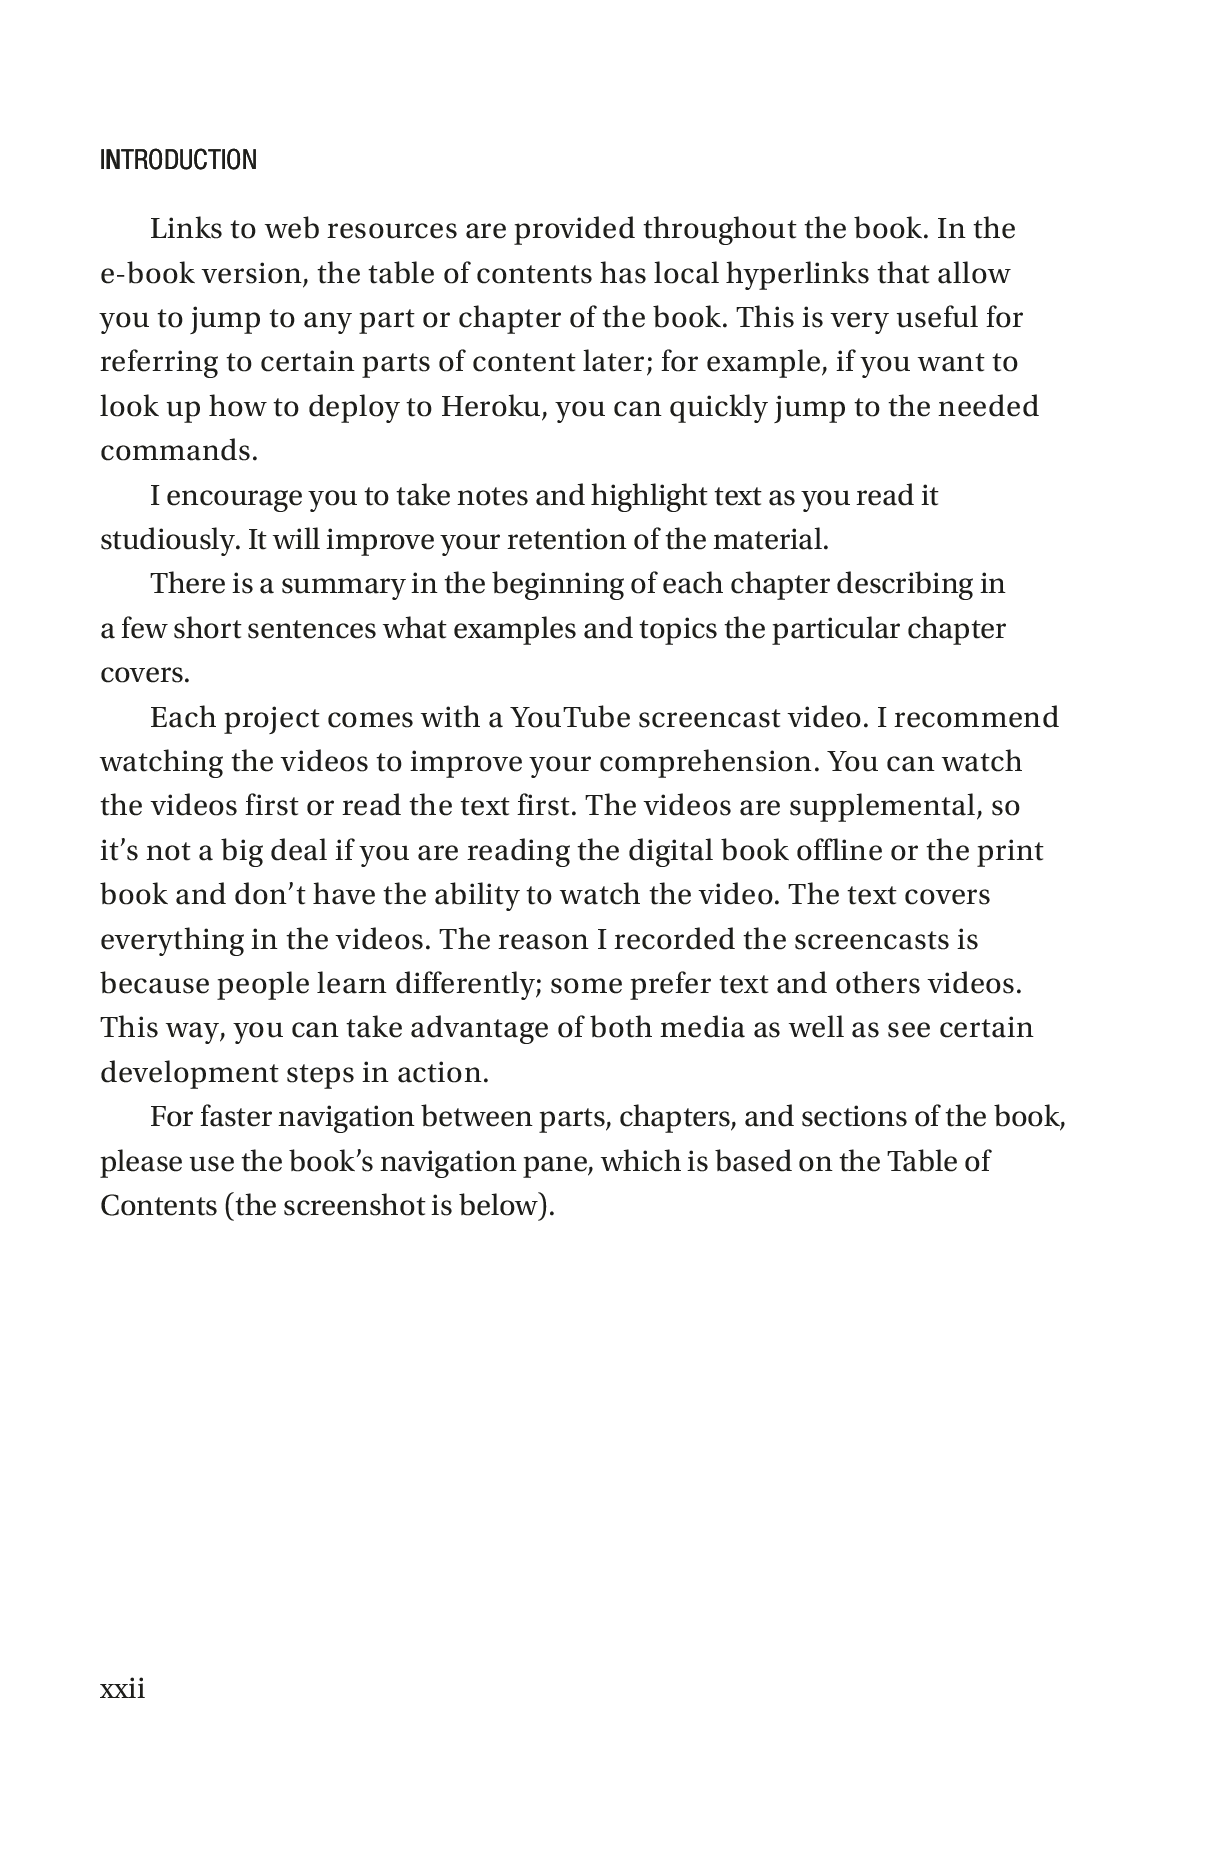 INTRODUCTION
Links to web resources are provided throughout the book. In the
e-book version, the table of contents has local hyperlinks that allow
you to jump to any part or chapter of the book. This is very useful for
referring to certain parts of content later; for example, if you want to
look up how to deploy to Heroku, you can quickly jump to the needed
commands.
I encourage you to take notes and highlight text as you read it
studiously. It will improve your retention of the material.
There is a summary in the beginning of each chapter describing in
a few short sentences what examples and topics the particular chapter
covers.
Each project comes with a YouTube screencast video. I recommend
watching the videos to improve your comprehension. You can watch
the videos first or read the text first. The videos are supplemental, so
it’s not a big deal if you are reading the digital book offline or the print
book and don’t have the ability to watch the video. The text covers
everything in the videos. The reason I recorded the screencasts is
because people learn differently; some prefer text and others videos.
This way, you can take advantage of both media as well as see certain
development steps in action.
For faster navigation between parts, chapters, and sections of the book,
please use the book’s navigation pane, which is based on the Table of
Contents (the screenshot is below).
xxii